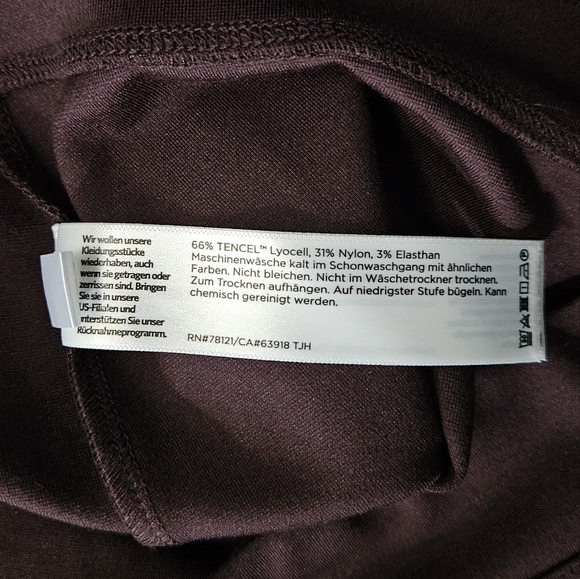 Wir wollen unsere
Kleidungsstücke
wiederhaben, auch
wenn sie getragen oder
zerrissen sind. Bringen
Sie sie in unsere
US-Filialen und
unterstützen Sie unser
Rücknahmeprogramm.
66% TENCEL™ Lyocell, 31% Nylon, 3% Elasthan
Maschinenwäsche kalt im Schonwaschgang mit ähnlichen
Farben. Nicht bleichen. Nicht im Wäschetrockner trocknen.
Zum Trocknen aufhängen. Auf niedrigster Stufe bügeln. Kann
chemisch gereinigt werden.
RN#78121/CA#63918 TJH